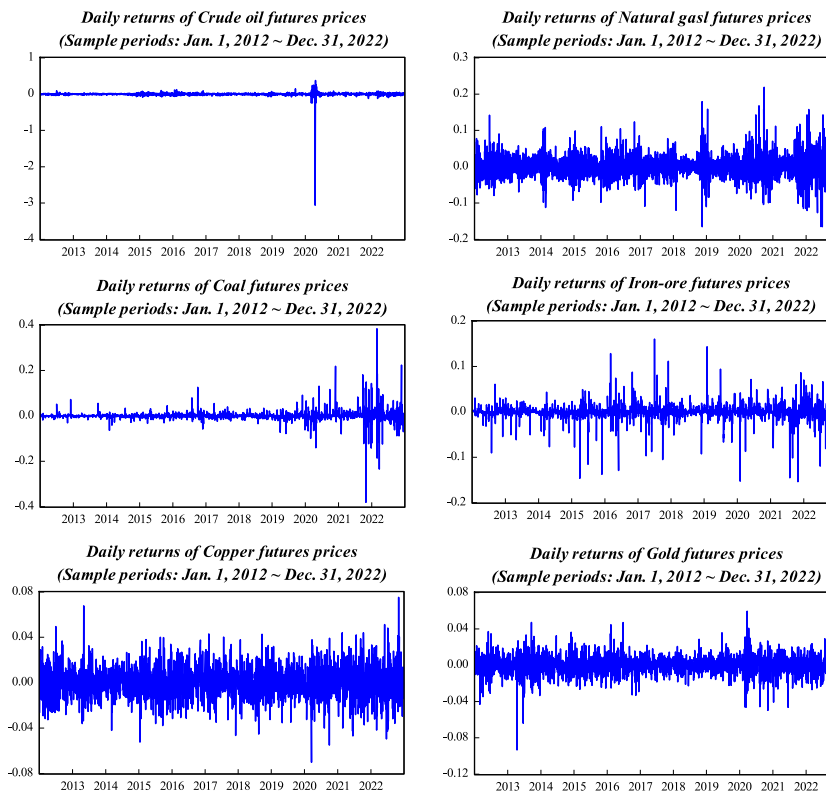 Daily returns of Crude oil futures prices
(Sample periods: Jan. 1, 2012 ~ Dec. 31, 2022)
1
0
-1
-2
-3
-4
2013 2014 2015 2016 2017 2018 2019 2020 2021 2022
Daily returns of Natural gasl futures prices
(Sample periods: Jan. 1, 2012 ~ Dec. 31, 2022)
0.3
0.2
0.1
0.0
-0.1
-0.2
2013 2014 2015 2016 2017 2018 2019 2020 2021 2022
Daily returns of Coal futures prices
(Sample periods: Jan. 1, 2012 ~ Dec. 31, 2022)
0.4
0.2
0.0
-0.2
-0.4
2013 2014 2015 2016 2017 2018 2019 2020 2021 2022
Daily returns of Iron-ore futures prices
(Sample periods: Jan. 1, 2012 ~ Dec. 31, 2022)
0.2
0.1
0.0
-0.1
-0.2
2013 2014 2015 2016 2017 2018 2019 2020 2021 2022
Daily returns of Copper futures prices
(Sample periods: Jan. 1, 2012 ~ Dec. 31, 2022)
0.08
0.04
0.00
-0.04
-0.08
2013 2014 2015 2016 2017 2018 2019 2020 2021 2022
Daily returns of Gold futures prices
(Sample periods: Jan. 1, 2012 ~ Dec. 31, 2022)
0.08
0.04
0.00
-0.04
-0.08
-0.12
2013 2014 2015 2016 2017 2018 2019 2020 2021 2022